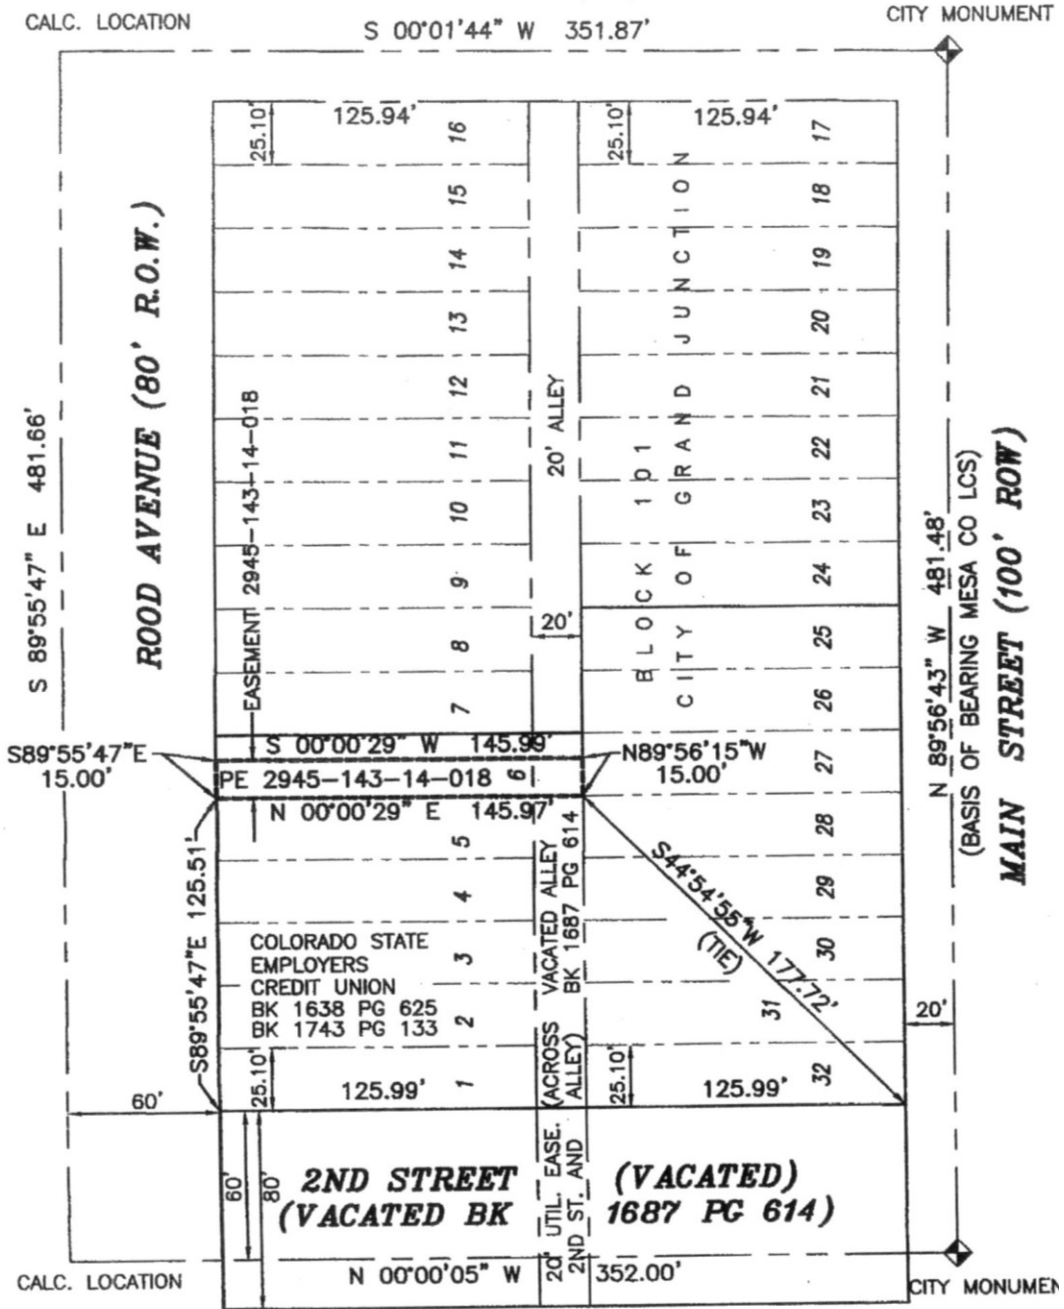 CALC. LOCATION
S 00°01'44" W 351.87'
CITY MONUMENT
25.10'
125.94'
16
25.10'
125.94'
17
15
18
14
19
13
20
12
21
11
22
10
23
9
24
8
25
7
26
27
5
28
4
29
3
30
2
31
1
32
ROOD AVENUE (80' R.O.W.)
S 89°55'47" E 481.66'
EASEMENT 2945-143-14-018
20' ALLEY
20'
BLOCK 101
CITY OF GRAND JUNCTION
N 89°56'43" W 481.48'
(BASIS OF BEARING MESA CO LCS)
MAIN STREET (100' ROW)
S89°55'47"E
15.00'
S 00°00'29" W 145.99'
PE 2945-143-14-018 6
N 00°00'29" E 145.97'
N89°56'15"W
15.00'
S89°55'47"E 125.51'
VACATED ALLEY
BK 1687 PG 614
S44°54'55"W 177.72'
(TIE)
COLORADO STATE
EMPLOYERS
CREDIT UNION
BK 1638 PG 625
BK 1743 PG 133
20'
60'
25.10'
125.99'
25.10'
125.99'
20' UTIL. EASE. (ACROSS
2ND ST. AND ALLEY)
60'
80'
2ND STREET (VACATED)
(VACATED BK 1687 PG 614)
CALC. LOCATION
N 00°00'05" W 352.00'
CITY MONUMEN